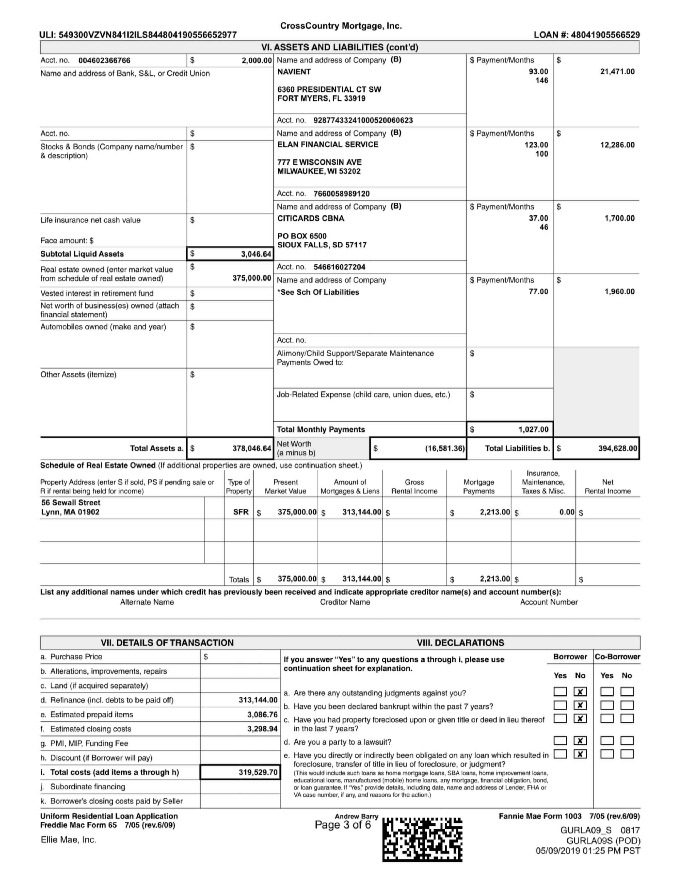 CrossCountry Mortgage, Inc.
ULI: 549300VZVN841I2ILS84480419055665​2977
LOAN #: 48041905566529
VI. ASSETS AND LIABILITIES (cont'd)
Acct. no. 004602366766 $ 2,000.00
Name and address of Bank, S&L, or Credit Union
Acct. no. $
Stocks & Bonds (Company name/number $
& description)
Life insurance net cash value $
Face amount: $
Subtotal Liquid Assets $ 3,046.64
Real estate owned (enter market value $
from schedule of real estate owned) 375,000.00
Vested interest in retirement fund $
Net worth of business(es) owned (attach $
financial statement)
Automobiles owned (make and year) $
Other Assets (itemize) $
Total Assets a. $ 378,046.64
Name and address of Company (B) $ Payment/Months $
NAVIENT 93.00 21,471.00
146
6360 PRESIDENTIAL CT SW
FORT MYERS, FL 33919
Acct. no. 92877433241000520060623
Name and address of Company (B) $ Payment/Months $
ELAN FINANCIAL SERVICE 123.00 12,286.00
100
777 E WISCONSIN AVE
MILWAUKEE, WI 53202
Acct. no. 7660058989120
Name and address of Company (B) $ Payment/Months $
CITICARDS CBNA 37.00 1,700.00
46
PO BOX 6500
SIOUX FALLS, SD 57117
Acct. no. 546616027204
Name and address of Company $ Payment/Months $
*See Sch Of Liabilities 77.00 1,960.00
Acct. no.
Alimony/Child Support/Separate Maintenance $
Payments Owed to:
Job-Related Expense (child care, union dues, etc.) $
Total Monthly Payments $ 1,027.00
Net Worth $ (16,581.36) Total Liabilities b. $ 394,628.00
(a minus b)
Schedule of Real Estate Owned (If additional properties are owned, use continuation sheet.)
Property Address (enter S if sold, PS if pending sale or
R if rental being held for income)
Type of
Property
Present
Market Value
Amount of
Mortgages & Liens
Gross
Rental Income
Mortgage
Payments
Insurance,
Maintenance,
Taxes & Misc.
Net
Rental Income
56 Sewall Street
Lynn, MA 01902 SFR $ 375,000.00 $ 313,144.00 $ $ 2,213.00 $ 0.00 $
Totals $ 375,000.00 $ 313,144.00 $ $ 2,213.00 $ $
List any additional names under which credit has previously been received and indicate appropriate creditor name(s) and account number(s):
Alternate Name Creditor Name Account Number
VII. DETAILS OF TRANSACTION
a. Purchase Price $
b. Alterations, improvements, repairs
c. Land (if acquired separately)
d. Refinance (incl. debts to be paid off) 313,144.00
e. Estimated prepaid items 3,086.76
f. Estimated closing costs 3,298.94
g. PMI, MIP, Funding Fee
h. Discount (if Borrower will pay)
i. Total costs (add items a through h) 319,529.70
j. Subordinate financing
k. Borrower's closing costs paid by Seller
VIII. DECLARATIONS
If you answer "Yes" to any questions a through i, please use
continuation sheet for explanation.
Borrower Co-Borrower
Yes No Yes No
a. Are there any outstanding judgments against you? X
b. Have you been declared bankrupt within the past 7 years? X
c. Have you had property foreclosed upon or given title or deed in lieu thereof X
in the last 7 years?
d. Are you a party to a lawsuit? X
e. Have you directly or indirectly been obligated on any loan which resulted in X
foreclosure, transfer of title in lieu of foreclosure, or judgment?
(This would include such loans as home mortgage loans, SBA loans, home improvement loans,
educational loans, manufactured (mobile) home loans, any mortgage, financial obligation, bond,
or loan guarantee. If "Yes," provide details, including date, name and address of Lender, FHA or
VA case number, if any, and reasons for the action.)
Uniform Residential Loan Application
Freddie Mac Form 65 7/05 (rev.6/09)
Ellie Mae, Inc.
Andrew Barry
Page 3 of 6
Fannie Mae Form 1003 7/05 (rev.6/09)
GURLA09_S 0817
GURLA09S (POD)
05/09/2019 01:25 PM PST